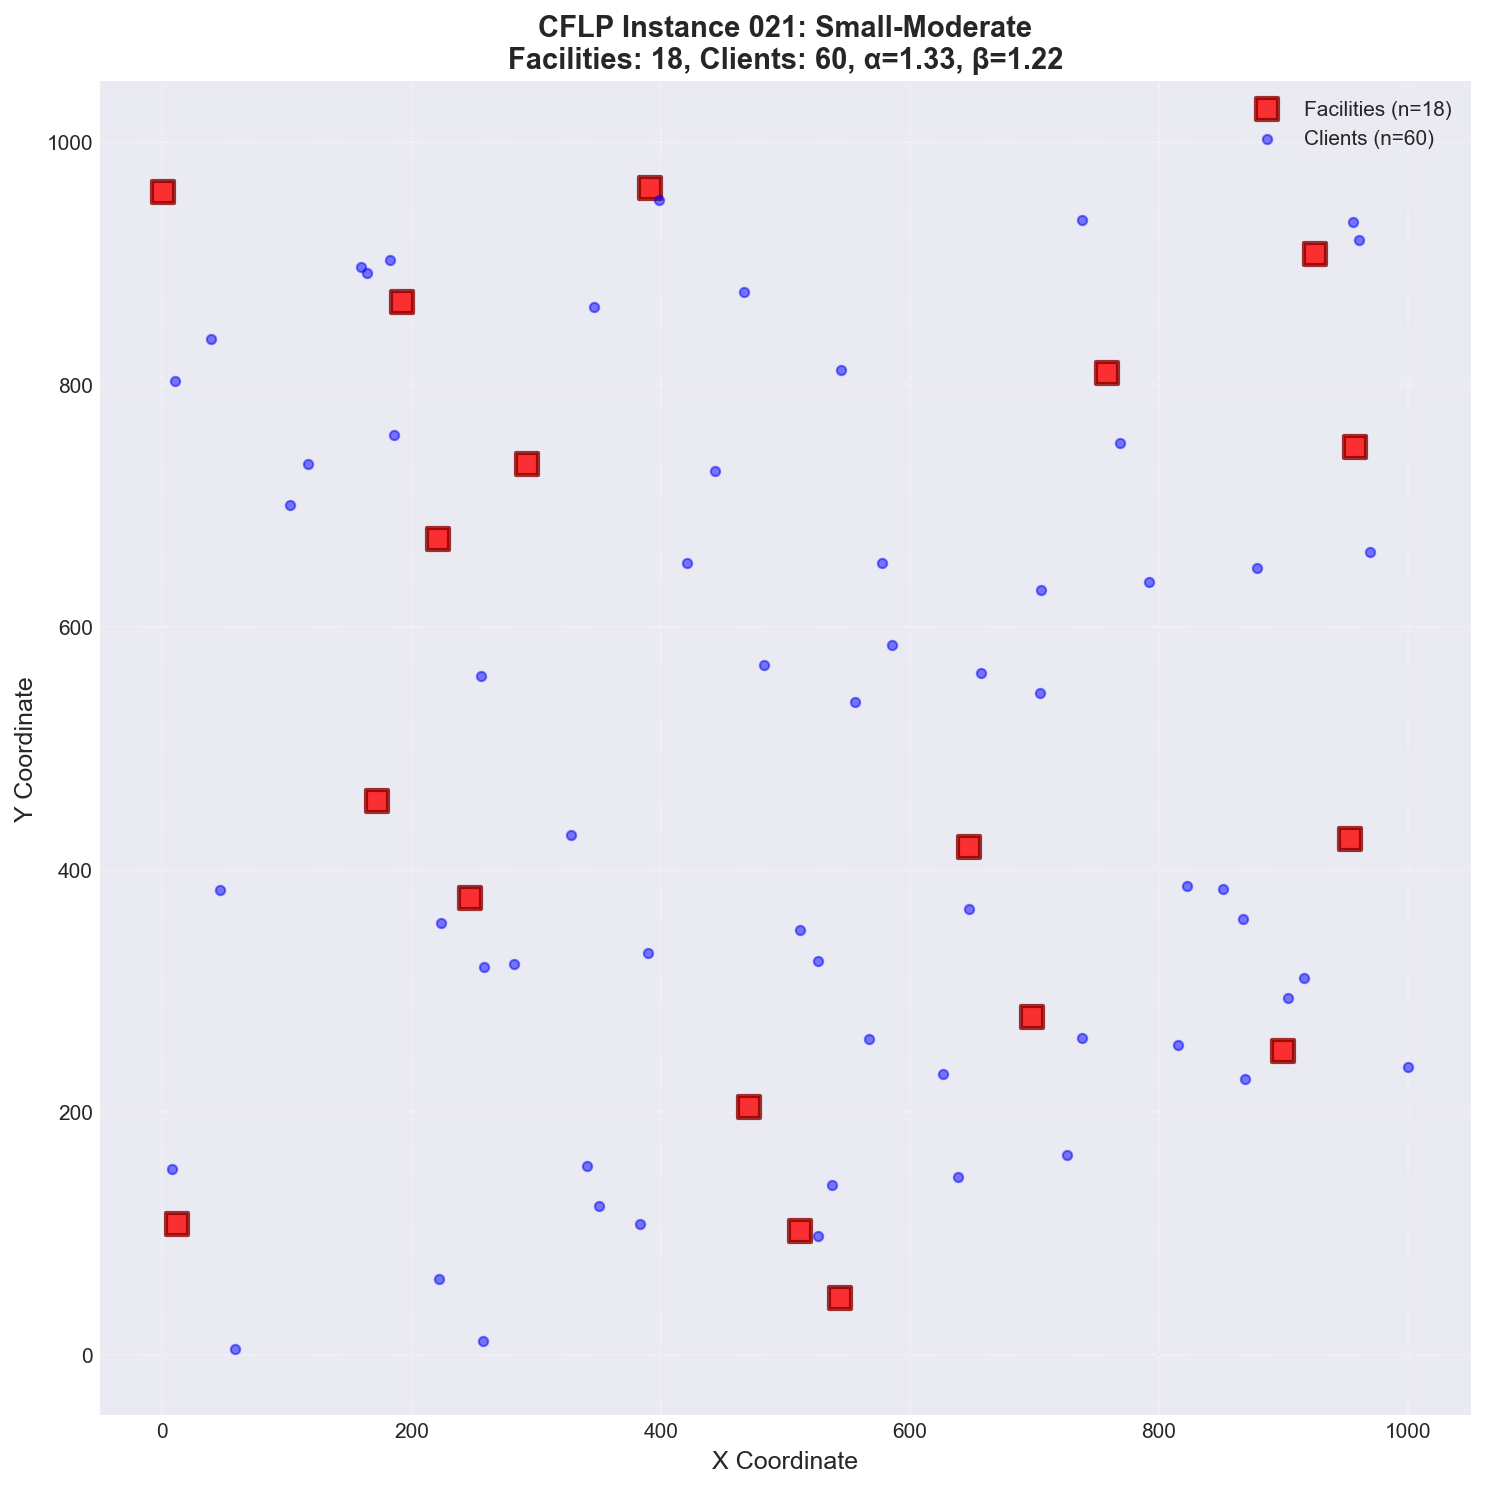 CFLP Instance 021: Small-Moderate
Facilities: 18, Clients: 60, α=1.33, β=1.22
Facilities (n=18)
Clients (n=60)
1000
800
600
400
200
0
Y Coordinate
0 200 400 600 800 1000
X Coordinate